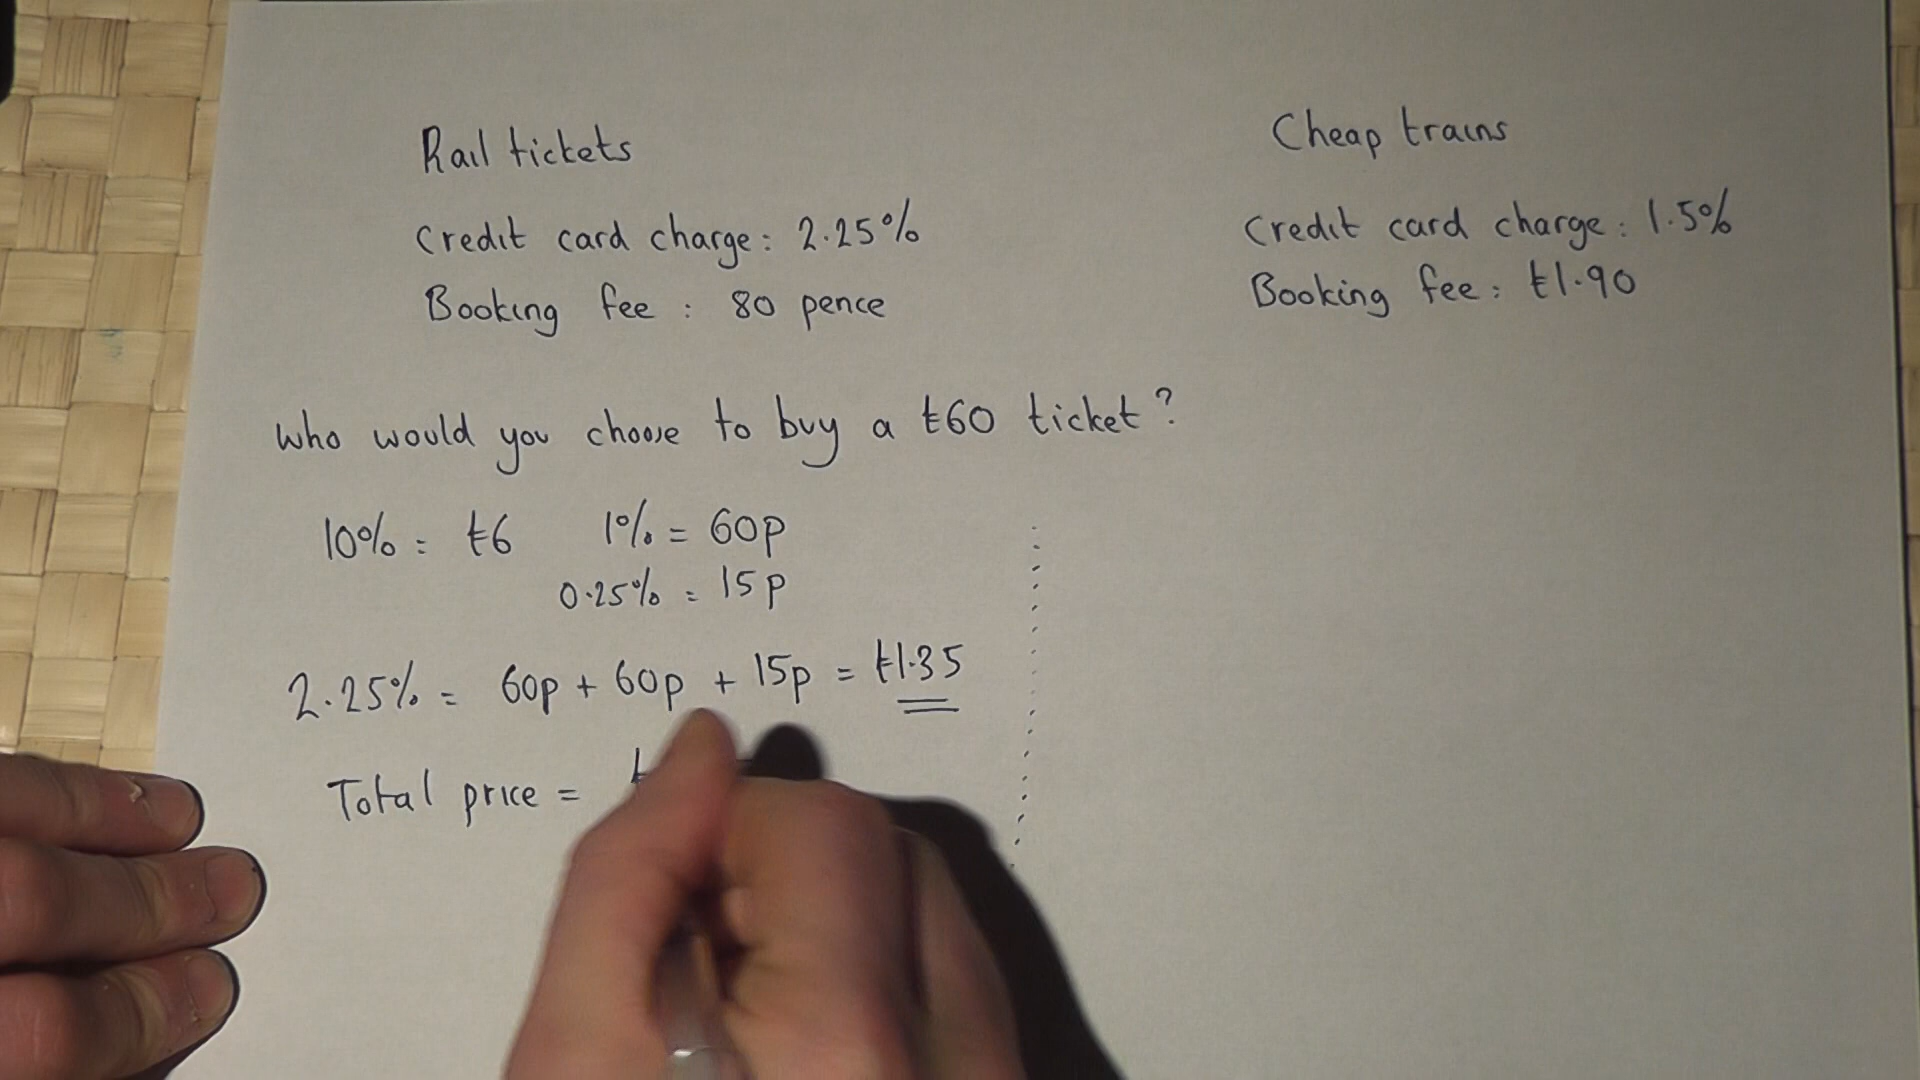 Rail tickets
Credit card charge: 2.25%
Booking fee: 80 pence
Cheap trains
Credit card charge: 1.5%
Booking fee: £1.90
Who would you choose to buy a £60 ticket?
10% = £6 1% = 60p
0.25% = 15p
2.25% = 60p + 60p + 15p = £1.35
Total price =